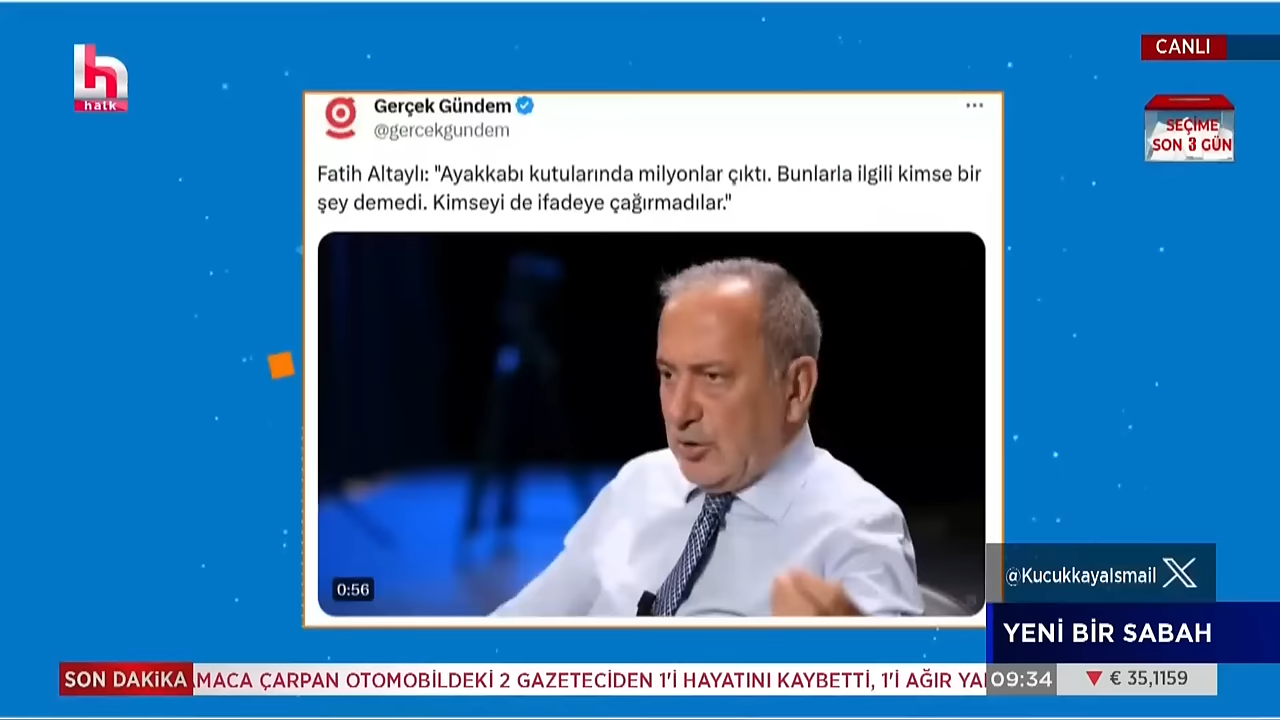 halk
CANLI
SEÇİME
SON 3 GÜN
Gerçek Gündem
@gercekgundem
Fatih Altaylı: "Ayakkabı kutularında milyonlar çıktı. Bunlarla ilgili kimse bir
şey demedi. Kimseyi de ifadeye çağırmadılar."
0:56
@KucukkayaIsmail
YENİ BİR SABAH
SON DAKİKA
ÇARPAN OTOMOBİLDEKİ 2 GAZETECİDEN 1'İ HAYATINI KAYBETTİ, 1'İ AĞIR
09:34
€ 35,1159